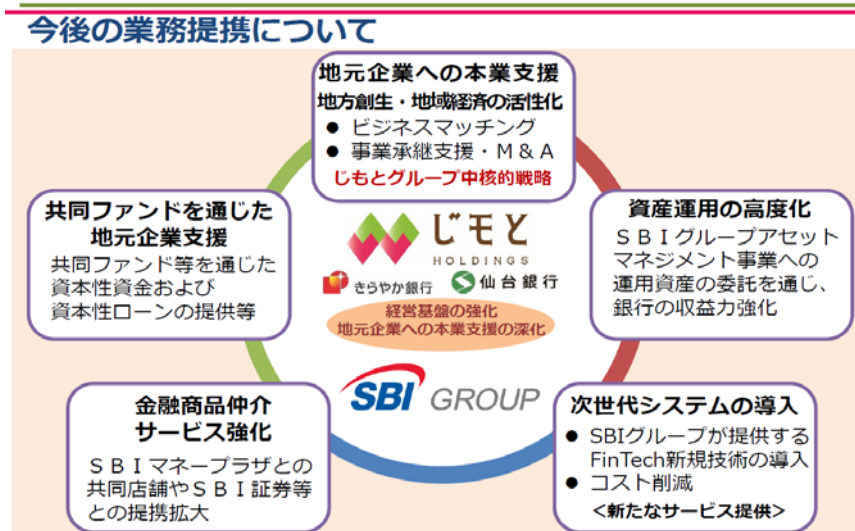 今後の業務提携について
地元企業への本業支援
地方創生・地域経済の活性化
● ビジネスマッチング
● 事業承継支援・M&A
じもとグループ中核的戦略
共同ファンドを通じた
地元企業支援
共同ファンド等を通じた
資本性資金および
資本性ローンの提供等
じモと
HOLDINGS
きらやか銀行
仙台銀行
経営基盤の強化
地元企業への本業支援の深化
資産運用の高度化
SBIグループアセット
マネジメント事業への
運用資産の委託を通じ、
銀行の収益力強化
SBI GROUP
金融商品仲介
サービス強化
SBIマネープラザとの
共同店舗やSBI証券等
との提携拡大
次世代システムの導入
● SBIグループが提供する
FinTech新規技術の導入
● コスト削減
<新たなサービス提供>